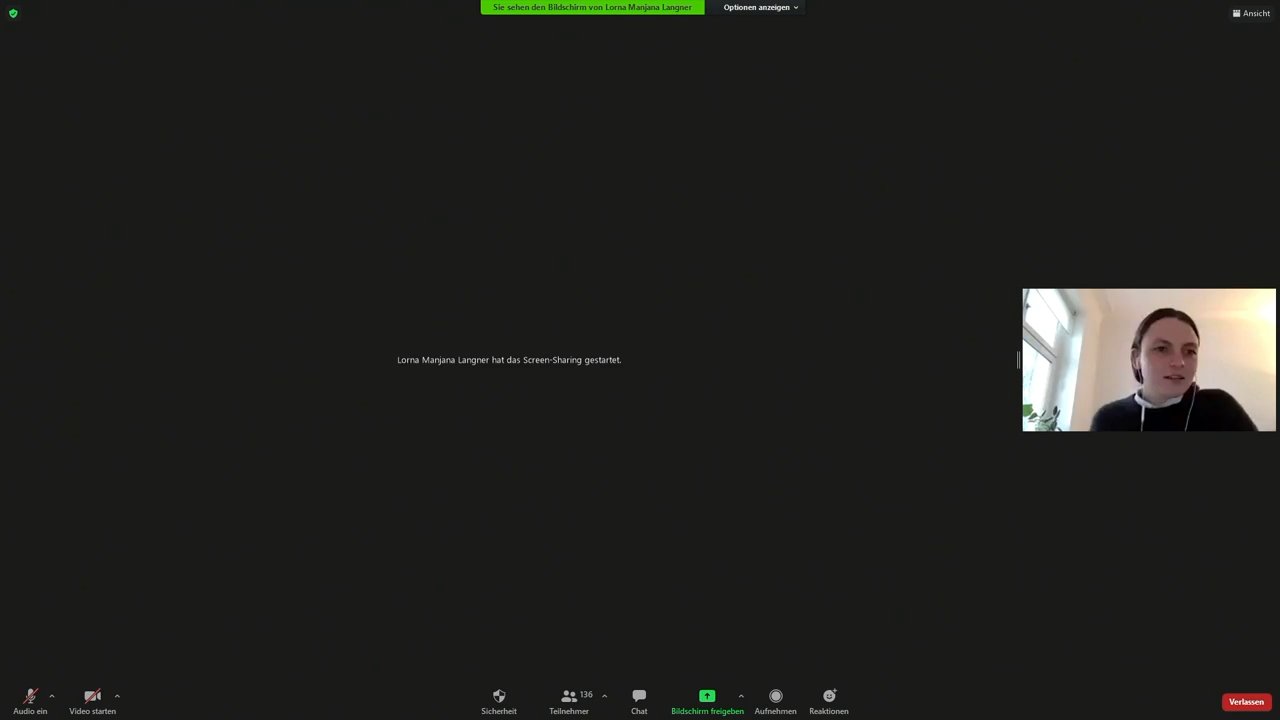 Sie sehen den Bildschirm von Lorna Manjana Langner
Optionen anzeigen
Ansicht
Lorna Manjana Langner hat das Screen-Sharing gestartet.
136
Audio ein
Video starten
Sicherheit
Teilnehmer
Chat
Bildschirm freigeben
Aufnehmen
Reaktionen
Verlassen